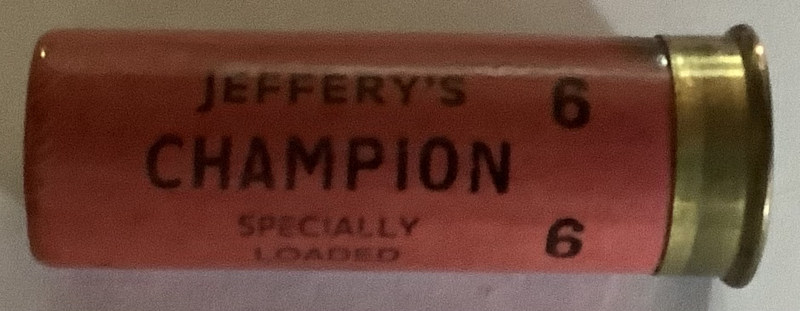 JEFFERY'S 6
CHAMPION
SPECIALLY 6
LOADED